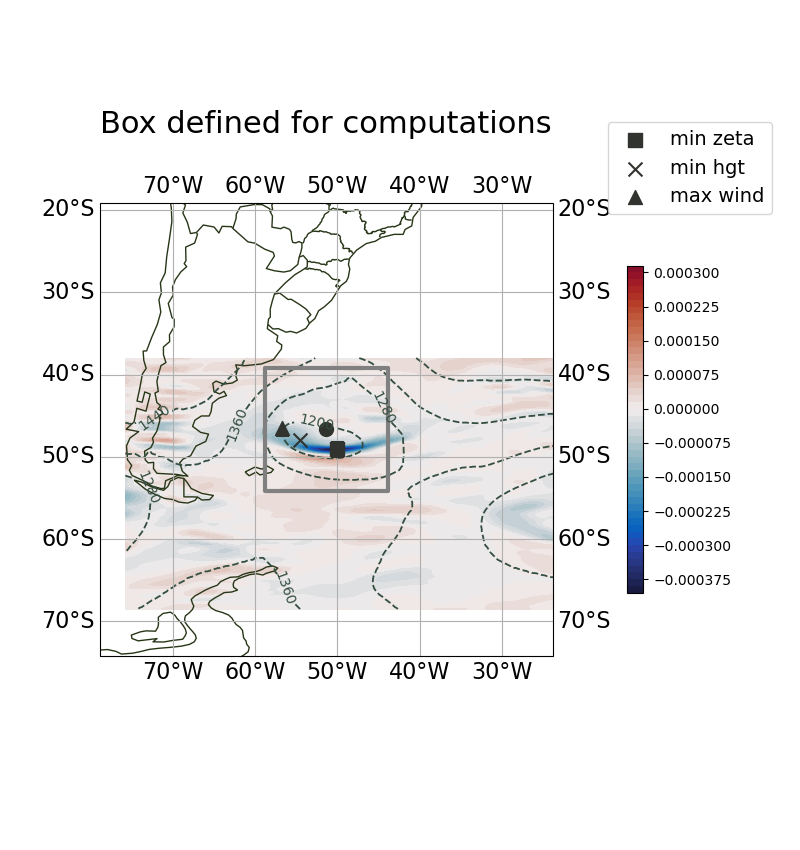 Box defined for computations
min zeta
min hgt
max wind
70°W 60°W 50°W 40°W 30°W
20°S 20°S
30°S 30°S
40°S 40°S
50°S 50°S
60°S 60°S
70°S 70°S
70°W 60°W 50°W 40°W 30°W
1440
1360
1200
1280
1360
0.000300
0.000225
0.000150
0.000075
0.000000
−0.000075
−0.000150
−0.000225
−0.000300
−0.000375